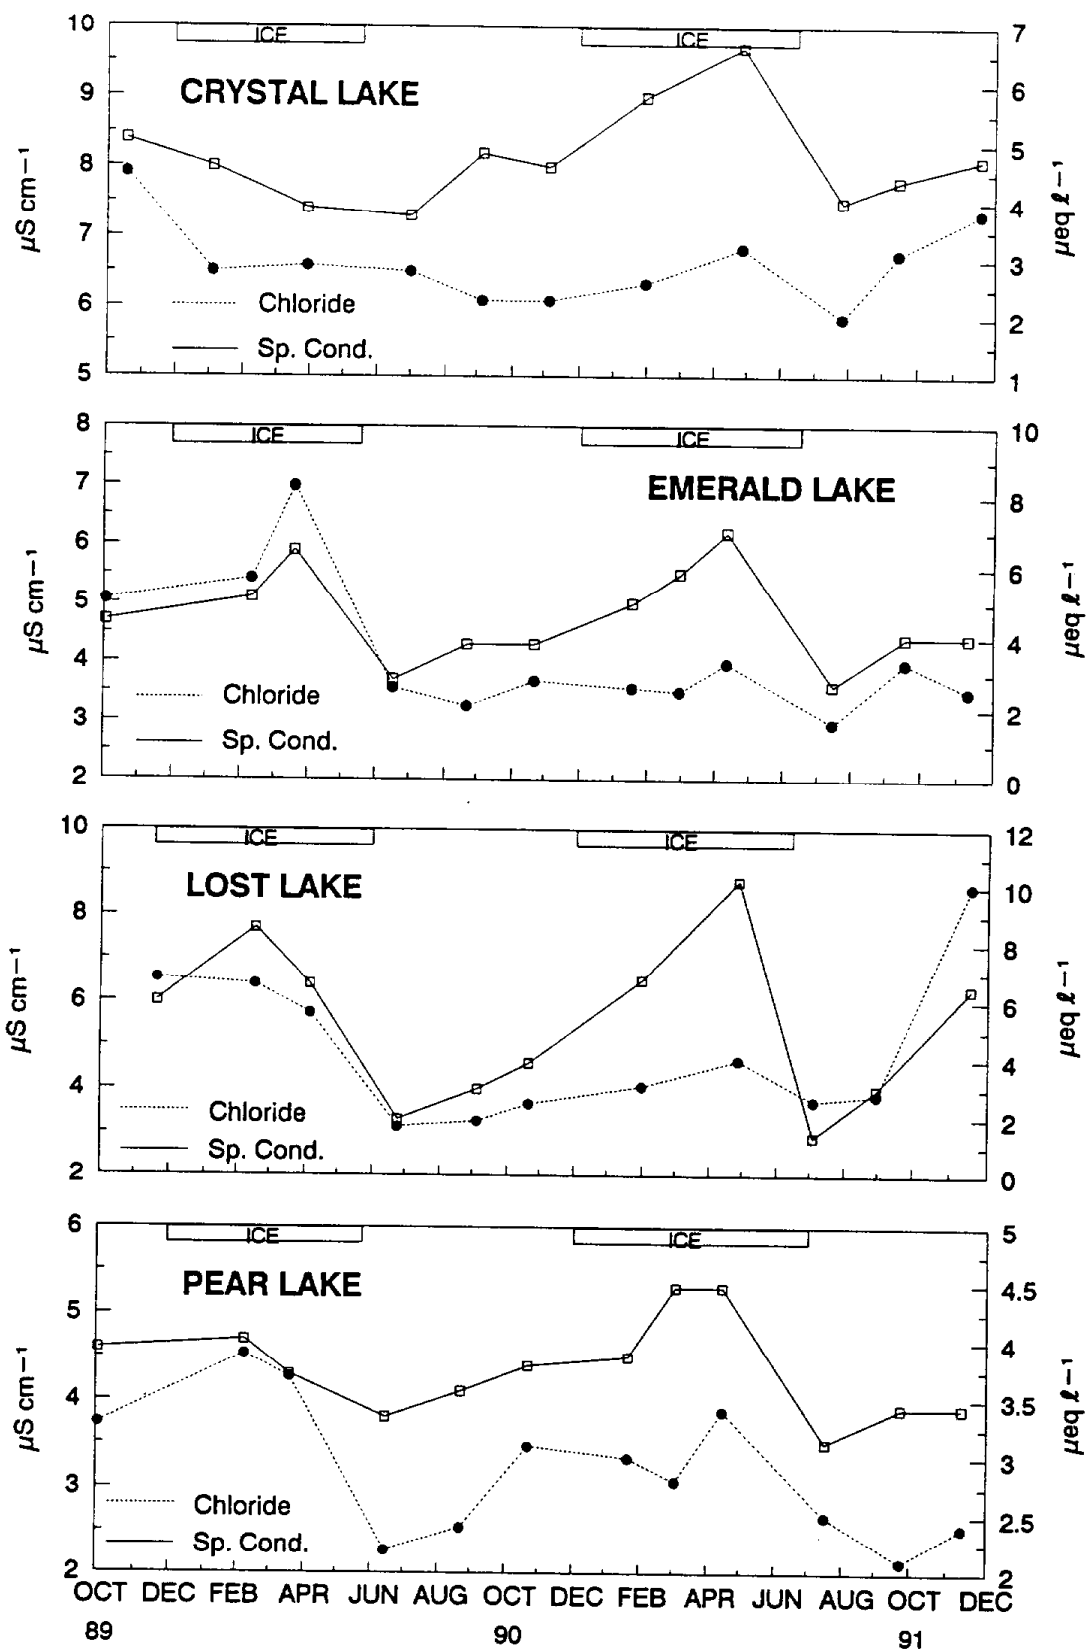 10
9
8
7
6
5
µS cm−1
ICE
ICE
CRYSTAL LAKE
Chloride
Sp. Cond.
7
6
5
4
3
2
1
µeq ℓ−1
8
7
6
5
4
3
2
µS cm−1
ICE
ICE
EMERALD LAKE
Chloride
Sp. Cond.
10
8
6
4
2
0
µeq ℓ−1
10
8
6
4
2
µS cm−1
ICE
ICE
LOST LAKE
Chloride
Sp. Cond.
12
10
8
6
4
2
0
µeq ℓ−1
6
5
4
3
2
µS cm−1
ICE
ICE
PEAR LAKE
Chloride
Sp. Cond.
5
4.5
4
3.5
3
2.5
2
µeq ℓ−1
OCT DEC FEB APR JUN AUG OCT DEC FEB APR JUN AUG OCT DEC
89 90 91